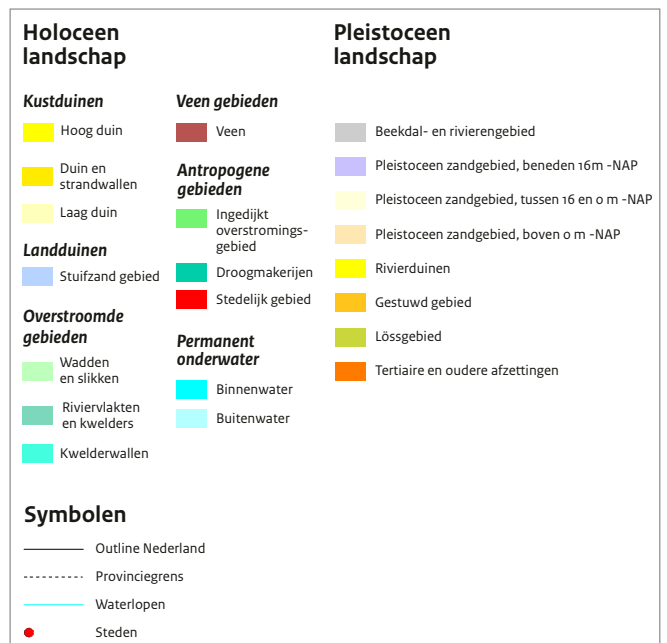 Holoceen
landschap
Kustduinen
Hoog duin
Duin en
strandwallen
Laag duin
Landduinen
Stuifzand gebied
Overstroomde
gebieden
Wadden
en slikken
Riviervlakten
en kwelders
Kwelderwallen
Veen gebieden
Veen
Antropogene
gebieden
Ingedijkt
overstromings-
gebied
Droogmakerijen
Stedelijk gebied
Permanent
onderwater
Binnenwater
Buitenwater
Pleistoceen
landschap
Beekdal- en rivierengebied
Pleistoceen zandgebied, beneden 16m -NAP
Pleistoceen zandgebied, tussen 16 en 0 m -NAP
Pleistoceen zandgebied, boven 0 m -NAP
Rivierduinen
Gestuwd gebied
Lössgebied
Tertiaire en oudere afzettingen
Symbolen
Outline Nederland
Provinciegrens
Waterlopen
Steden